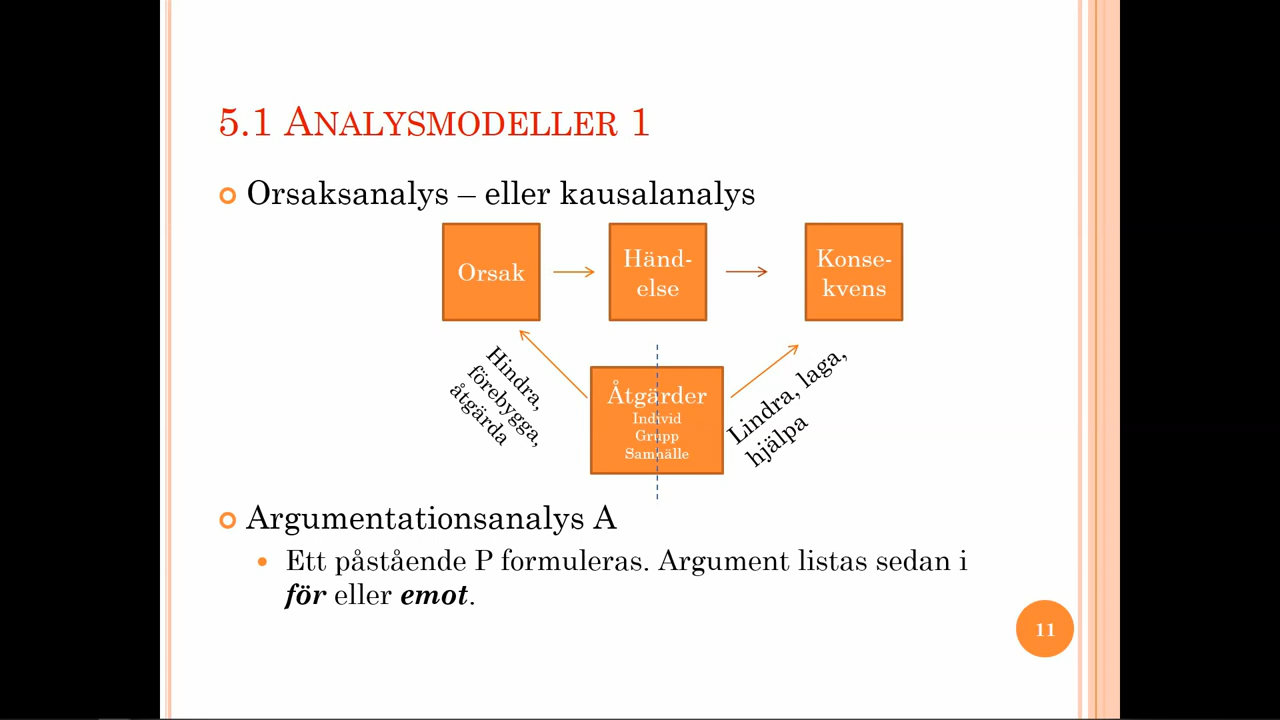 5.1 ANALYSMODELLER 1
Orsaksanalys – eller kausalanalys
Orsak
Händ-
else
Konse-
kvens
Hindra,
förebygga,
åtgärda
Åtgärder
Individ
Grupp
Samhälle
Lindra, laga,
hjälpa
Argumentationsanalys A
Ett påstående P formuleras. Argument listas sedan i
för eller emot.
11